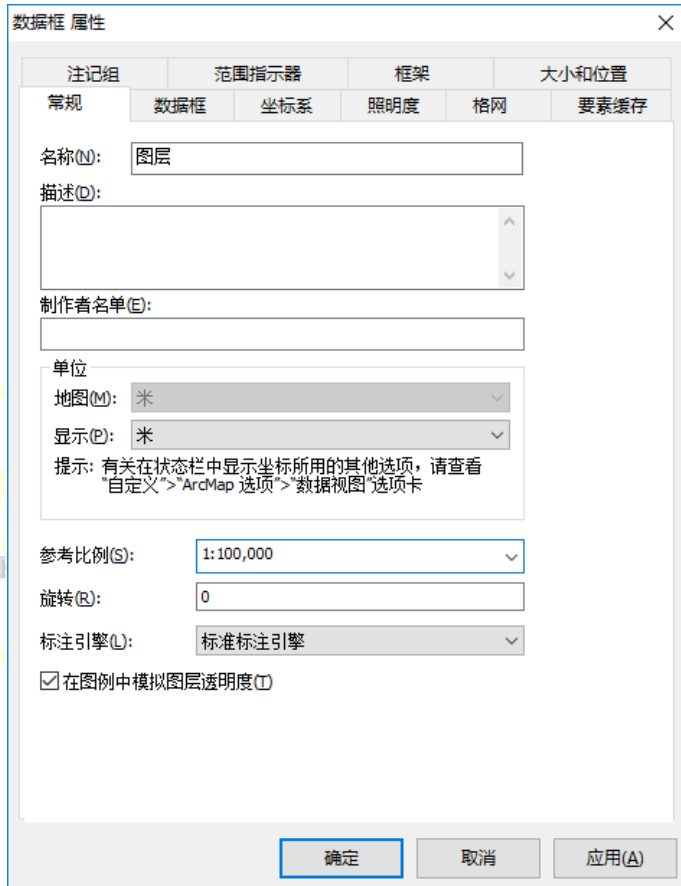 数据框 属性
注记组 范围指示器 框架 大小和位置
常规 数据框 坐标系 照明度 格网 要素缓存
名称(N): 图层
描述(D):
制作者名单(E):
单位
地图(M): 米
显示(P): 米
提示: 有关在状态栏中显示坐标所用的其他选项，请查看
“自定义”>“ArcMap 选项”>“数据视图”选项卡
参考比例(S): 1:100,000
旋转(R): 0
标注引擎(L): 标准标注引擎
在图例中模拟图层透明度(T)
确定 取消 应用(A)